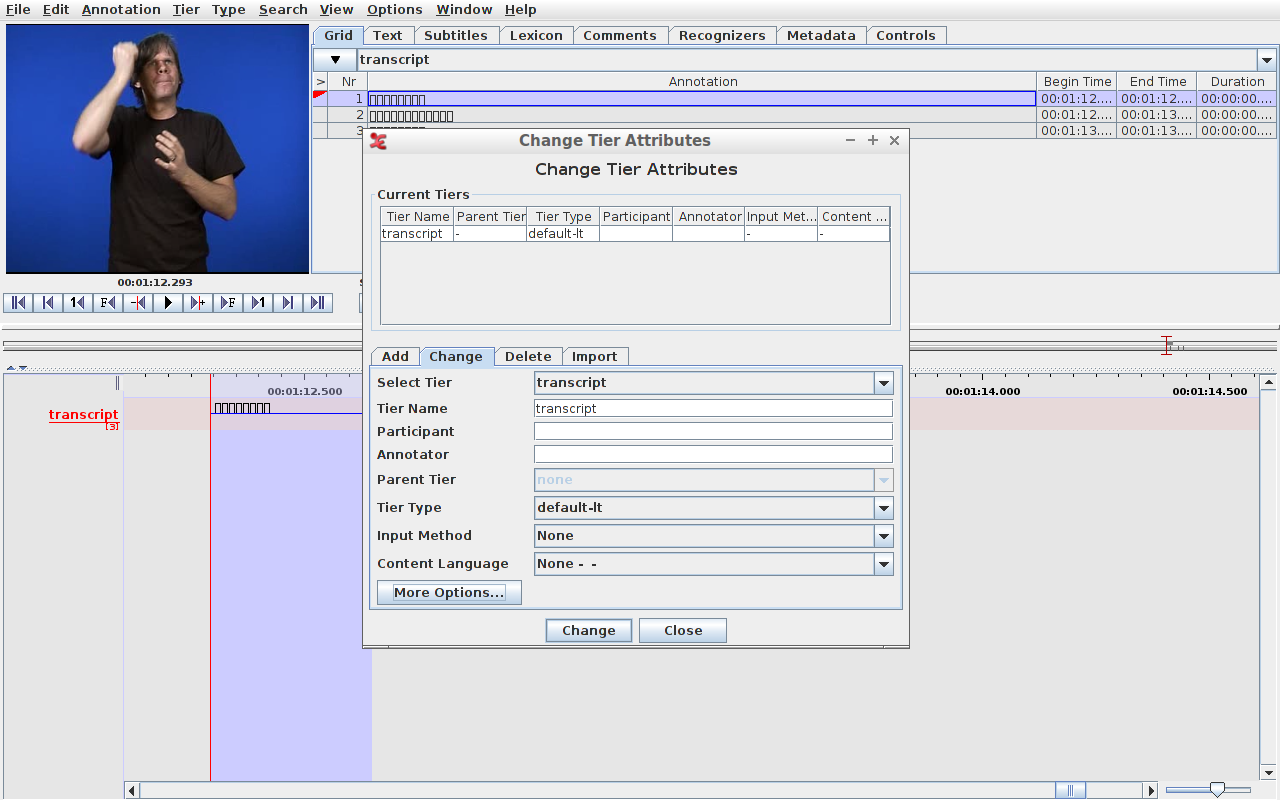 File Edit Annotation Tier Type Search View Options Window Help
Grid Text Subtitles Lexicon Comments Recognizers Metadata Controls
▼ transcript
> Nr Annotation Begin Time End Time Duration
1 00:01:12.... 00:01:12.... 00:00:00....
2 00:01:12.... 00:01:13.... 00:00:00....
3 00:01:13.... 00:01:13.... 00:00:00....
00:01:12.293
1 F F 1
Change Tier Attributes
Change Tier Attributes
Current Tiers
Tier Name Parent Tier Tier Type Participant Annotator Input Met... Content ...
transcript - default-lt - -
Add Change Delete Import
Select Tier transcript
Tier Name transcript
Participant
Annotator
Parent Tier none
Tier Type default-lt
Input Method None
Content Language None - -
More Options...
Change Close
00:01:12.500 00:01:14.000 00:01:14.500
transcript
[3]